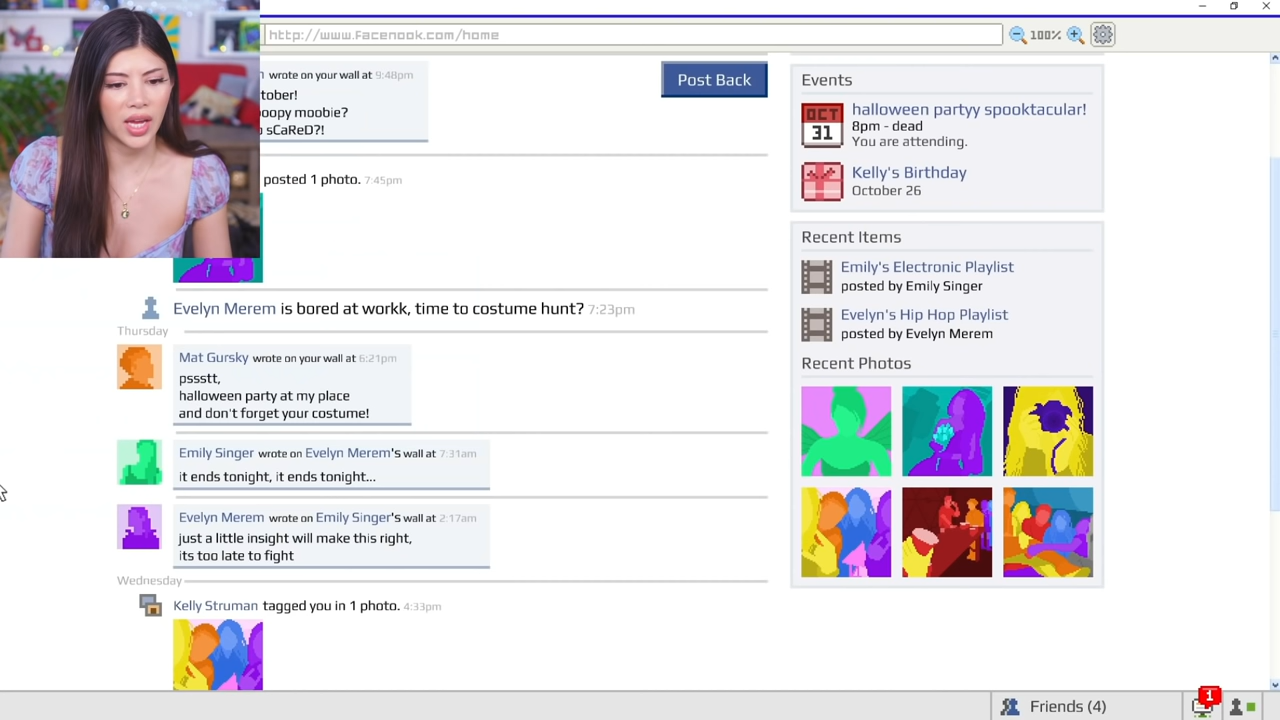 http://www.facenook.com/home
100%
wrote on your wall at 9:48pm
tober!
oopy moobie?
sCaReD?!
Post Back
posted 1 photo. 7:45pm
Evelyn Merem is bored at workk, time to costume hunt? 7:23pm
Thursday
Mat Gursky wrote on your wall at 6:21pm
pssstt,
halloween party at my place
and don't forget your costume!
Emily Singer wrote on Evelyn Merem's wall at 7:31am
it ends tonight, it ends tonight...
Evelyn Merem wrote on Emily Singer's wall at 2:17am
just a little insight will make this right,
its too late to fight
Wednesday
Kelly Struman tagged you in 1 photo. 4:33pm
Events
OCT
31
halloween partyy spooktacular!
8pm - dead
You are attending.
Kelly's Birthday
October 26
Recent Items
Emily's Electronic Playlist
posted by Emily Singer
Evelyn's Hip Hop Playlist
posted by Evelyn Merem
Recent Photos
Friends (4)
1